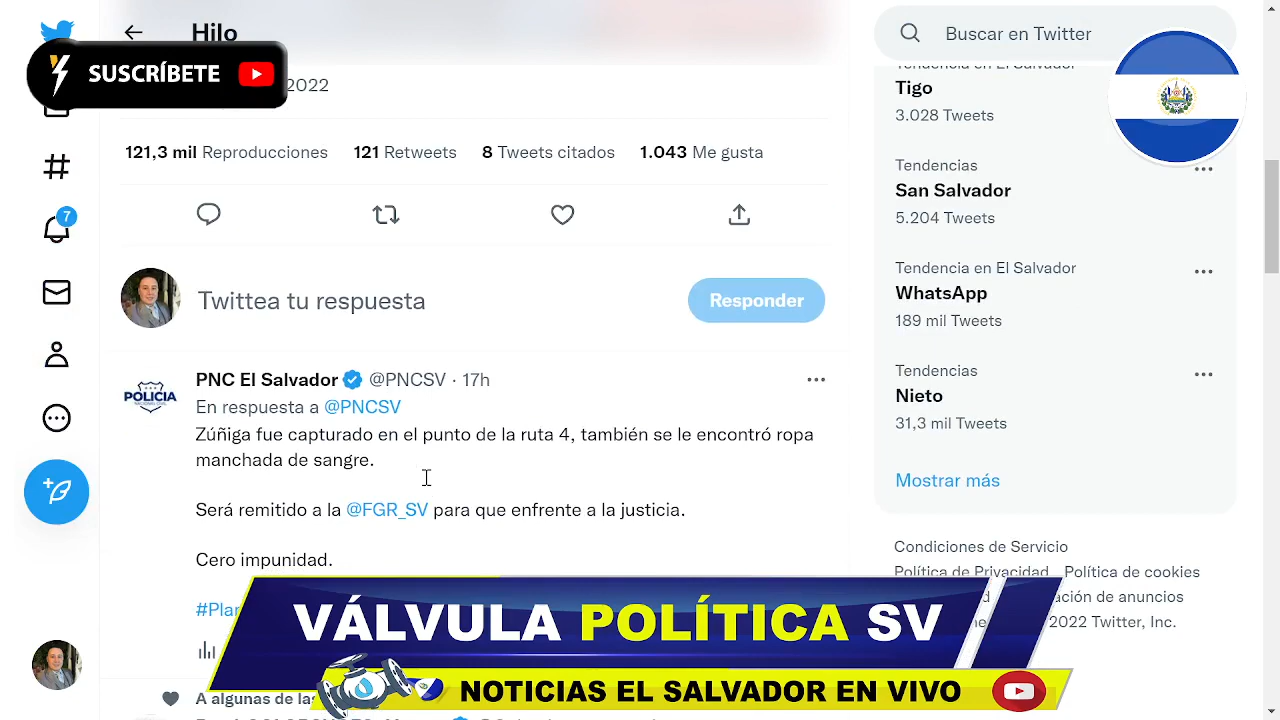 Hilo
SUSCRÍBETE
2022
121,3 mil Reproducciones 121 Retweets 8 Tweets citados 1.043 Me gusta
Twittea tu respuesta
Responder
PNC El Salvador @PNCSV · 17h
En respuesta a @PNCSV
Zúñiga fue capturado en el punto de la ruta 4, también se le encontró ropa
manchada de sangre.
Será remitido a la @FGR_SV para que enfrente a la justicia.
Cero impunidad.
#Plan
A algunas de las
7
POLICIA
Buscar en Twitter
Tendencia en El Salvador
Tigo
3.028 Tweets
Tendencias
San Salvador
5.204 Tweets
Tendencia en El Salvador
WhatsApp
189 mil Tweets
Tendencias
Nieto
31,3 mil Tweets
Mostrar más
Condiciones de Servicio
Política de Privacidad Política de cookies
ación de anuncios
2022 Twitter, Inc.
VÁLVULA POLÍTICA SV
NOTICIAS EL SALVADOR EN VIVO